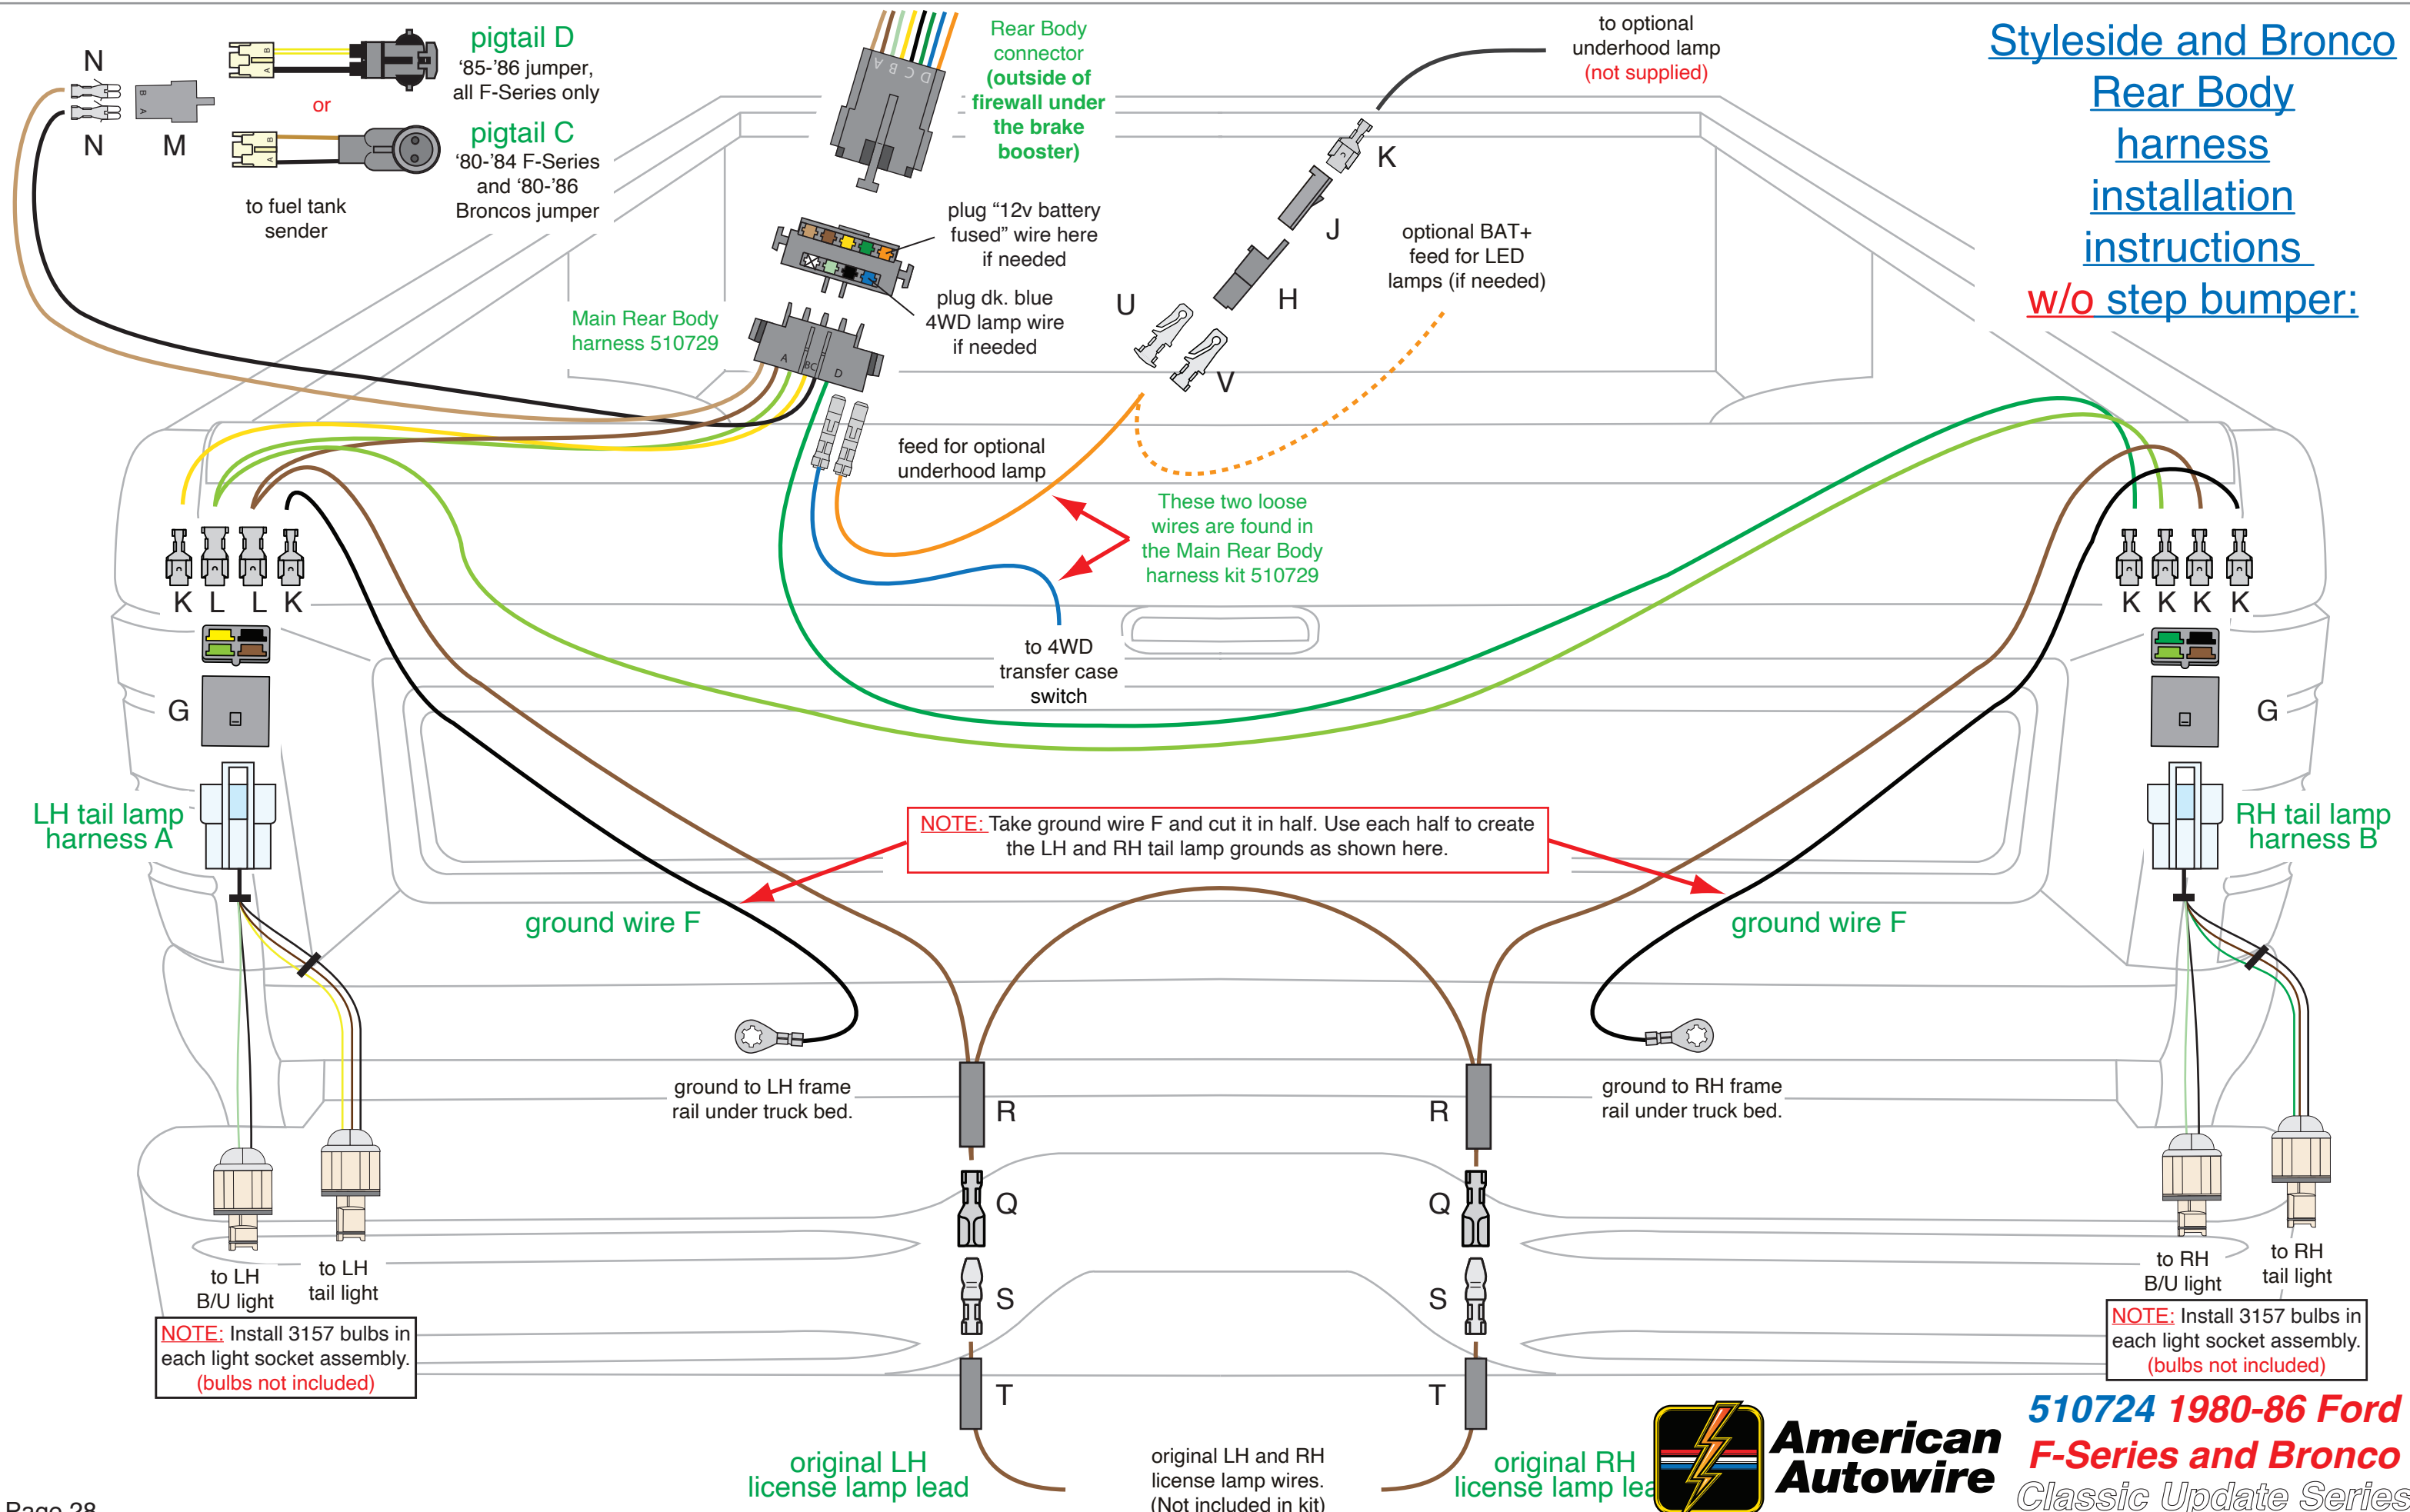 Styleside and Bronco
Rear Body
harness
installation
instructions
w/o step bumper:
N
N
M
B
A
B
A
B
A
pigtail D
‘85-’86 jumper,
all F-Series only
or
pigtail C
‘80-’84 F-Series
and ‘80-’86
Broncos jumper
to fuel tank
sender
A B C D
Rear Body
connector
(outside of
firewall under
the brake
booster)
to optional
underhood lamp
(not supplied)
K
J
H
U
V
plug “12v battery
fused” wire here
if needed
plug dk. blue
4WD lamp wire
if needed
optional BAT+
feed for LED
lamps (if needed)
Main Rear Body
harness 510729
A BC D
feed for optional
underhood lamp
These two loose
wires are found in
the Main Rear Body
harness kit 510729
to 4WD
transfer case
switch
K L L K
K K K K
G
G
LH tail lamp
harness A
RH tail lamp
harness B
NOTE: Take ground wire F and cut it in half. Use each half to create
the LH and RH tail lamp grounds as shown here.
ground wire F
ground wire F
ground to LH frame
rail under truck bed.
ground to RH frame
rail under truck bed.
R
R
Q
Q
S
S
T
T
to LH
B/U light
to LH
tail light
to RH
B/U light
to RH
tail light
NOTE: Install 3157 bulbs in
each light socket assembly.
(bulbs not included)
NOTE: Install 3157 bulbs in
each light socket assembly.
(bulbs not included)
original LH
license lamp lead
original LH and RH
license lamp wires.
(Not included in kit)
original RH
license lamp lea
American
Autowire
510724 1980-86 Ford
F-Series and Bronco
Classic Update Series
Page 28